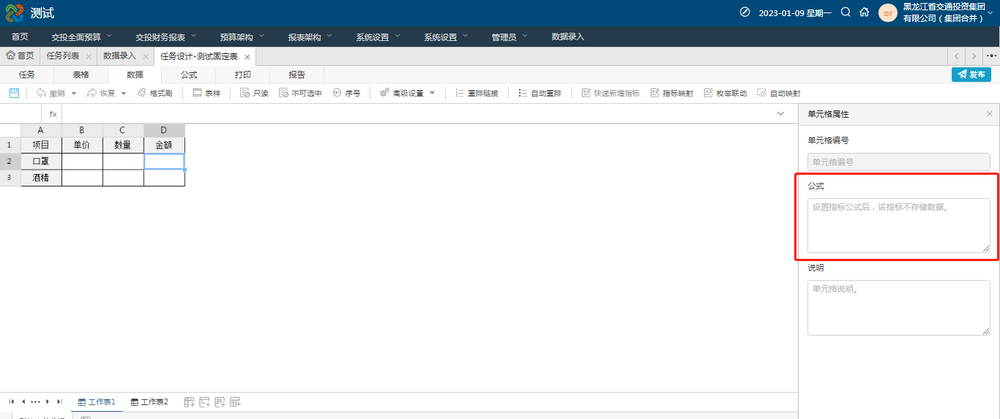 测试
2023-01-09 星期一
or
黑龙江省交通投资集团
有限公司（集团合并）
首页 交投全面预算 交投财务报表 预算架构 报表架构 系统设置 系统设置 管理员 数据录入
首页 任务列表 数据录入 任务设计-测试固定表
任务 表格 数据 公式 打印 报告 发布
撤销 恢复 格式刷 表样 只读 不可选中 序号 高级设置 重排链接 自动重排 快速新增指标 指标映射 枚举联动 自动映射
fx
单元格属性
A B C D
1 项目 单价 数量 金额
2 口罩
3 酒精
单元格编号
单元格编号
公式
设置指标公式后，该指标不存储数据。
说明
单元格说明。
工作表1 工作表2